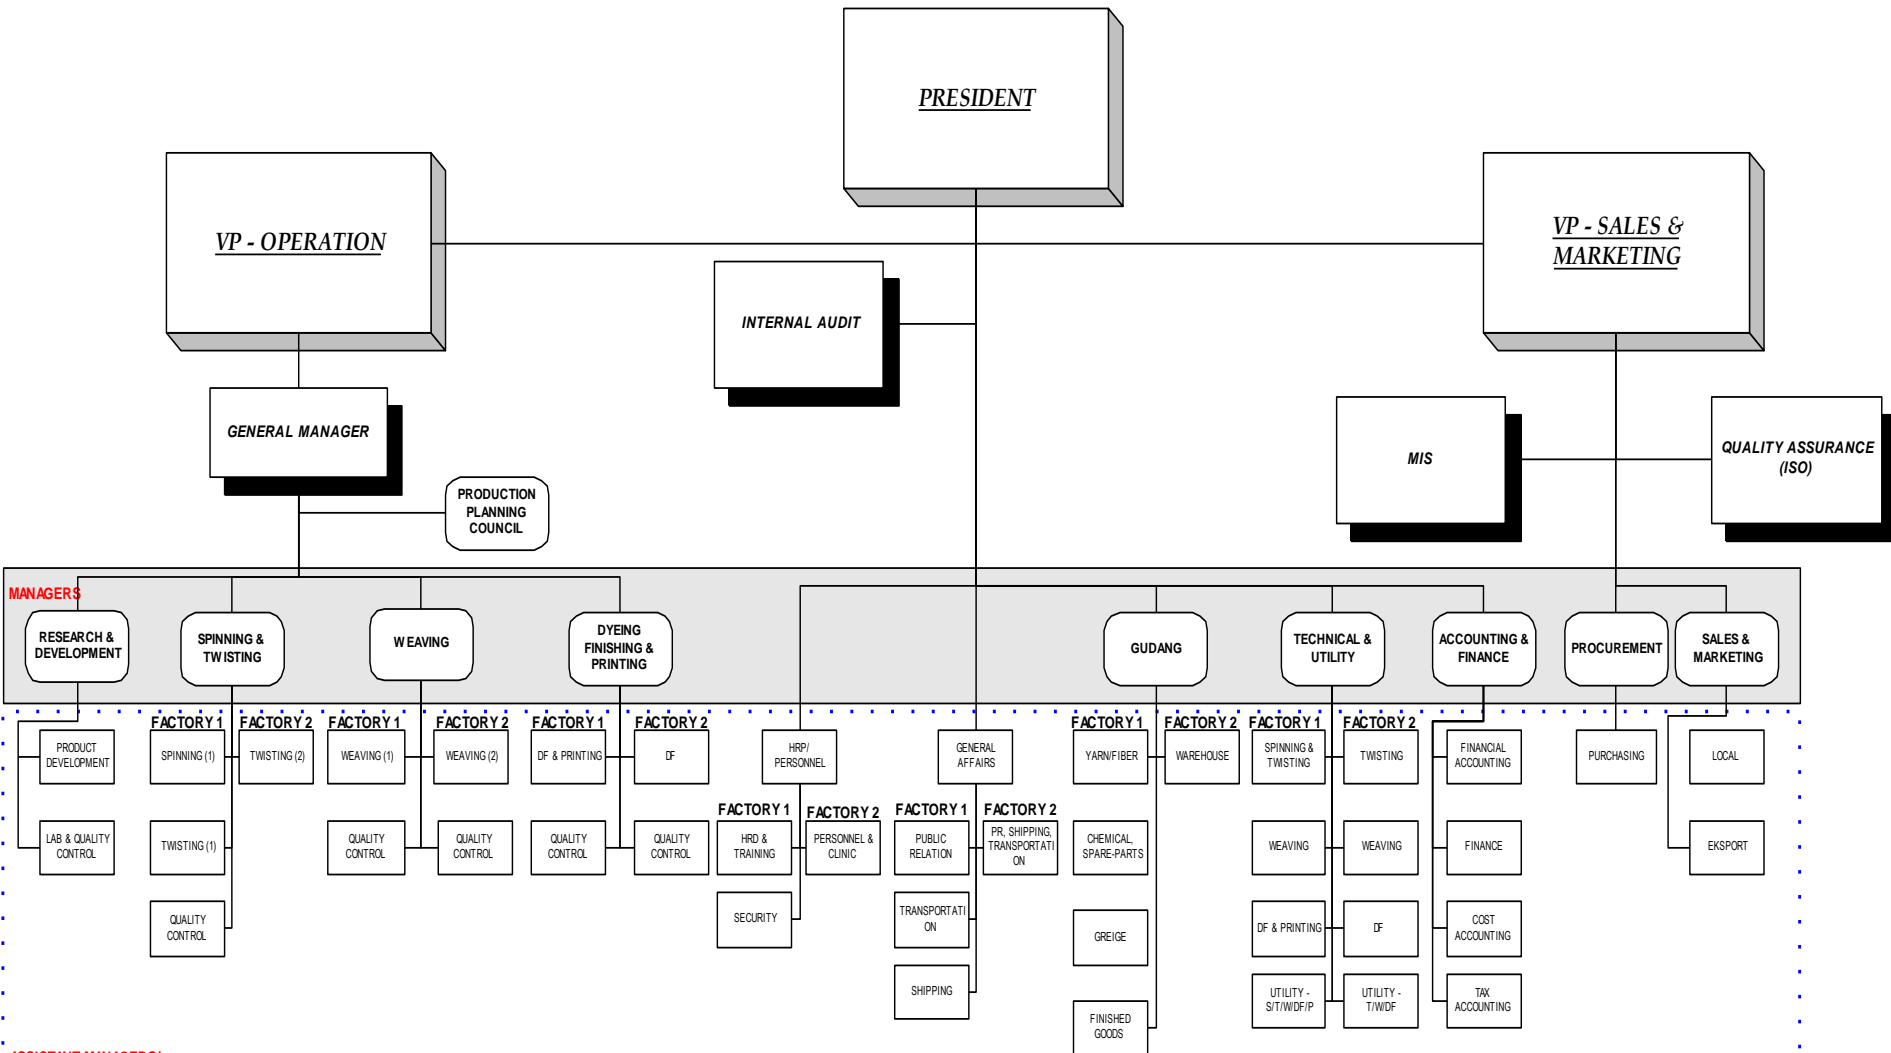 PRESIDENT
VP - OPERATION
VP - SALES &
MARKETING
INTERNAL AUDIT
GENERAL MANAGER
MIS
QUALITY ASSURANCE
(ISO)
PRODUCTION
PLANNING
COUNCIL
MANAGERS
RESEARCH &
DEVELOPMENT
SPINNING &
TWISTING
WEAVING
DYEING
FINISHING &
PRINTING
GUDANG
TECHNICAL &
UTILITY
ACCOUNTING &
FINANCE
PROCUREMENT
SALES &
MARKETING
FACTORY 1
FACTORY 2
FACTORY 1
FACTORY 2
FACTORY 1
FACTORY 2
FACTORY 1
FACTORY 2
FACTORY 1
FACTORY 2
PRODUCT
DEVELOPMENT
SPINNING (1)
TWISTING (2)
WEAVING (1)
WEAVING (2)
DF & PRINTING
DF
HRP/
PERSONNEL
GENERAL
AFFAIRS
YARN/FIBER
WAREHOUSE
SPINNING &
TWISTING
TWISTING
FINANCIAL
ACCOUNTING
PURCHASING
LOCAL
FACTORY 1
FACTORY 2
FACTORY 1
FACTORY 2
LAB & QUALITY
CONTROL
TWISTING (1)
QUALITY
CONTROL
QUALITY
CONTROL
QUALITY
CONTROL
QUALITY
CONTROL
HRD &
TRAINING
PERSONNEL &
CLINIC
PUBLIC
RELATION
PR, SHIPPING,
TRANSPORTATI
ON
CHEMICAL,
SPARE-PARTS
WEAVING
WEAVING
FINANCE
EKSPORT
QUALITY
CONTROL
SECURITY
TRANSPORTATI
ON
GREIGE
DF & PRINTING
DF
COST
ACCOUNTING
SHIPPING
FINISHED
GOODS
UTILITY -
S/T/W/DF/P
UTILITY -
T/W/DF
TAX
ACCOUNTING
ASSISTANT MANAGERS/